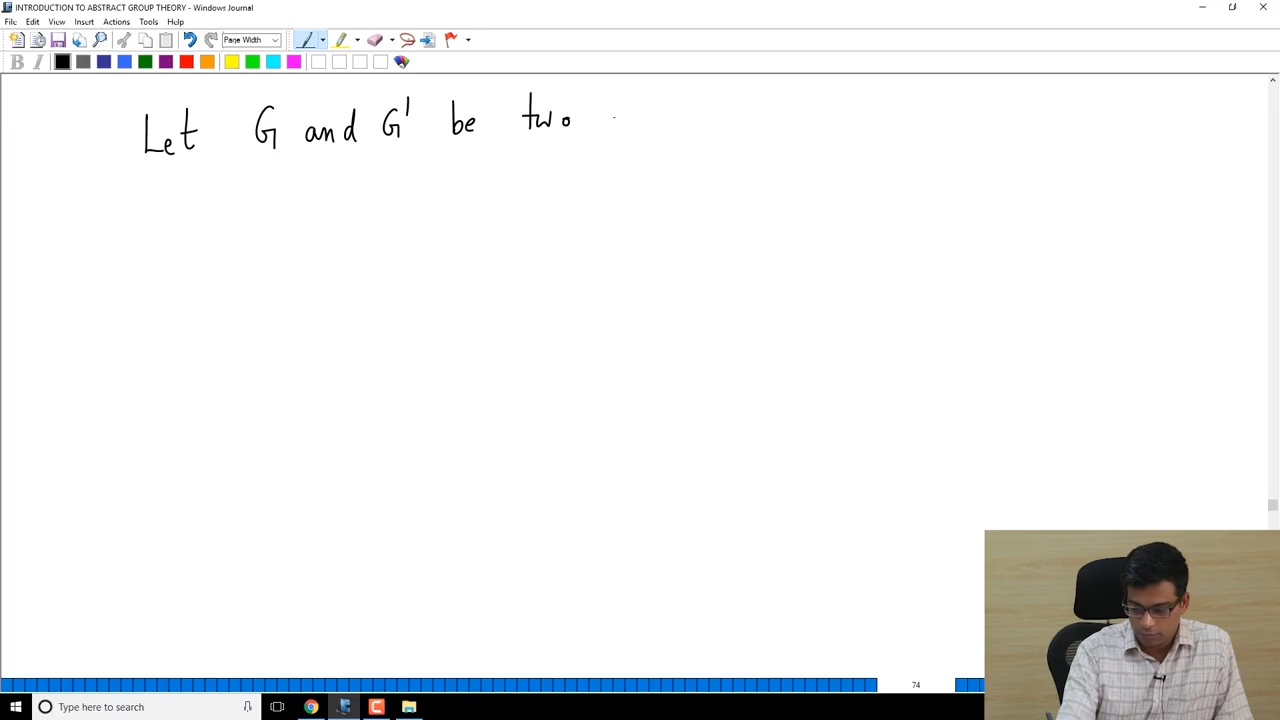 INTRODUCTION TO ABSTRACT GROUP THEORY - Windows Journal
File Edit View Insert Actions Tools Help
Page Width
B I
Let G and G' be two
74
Type here to search